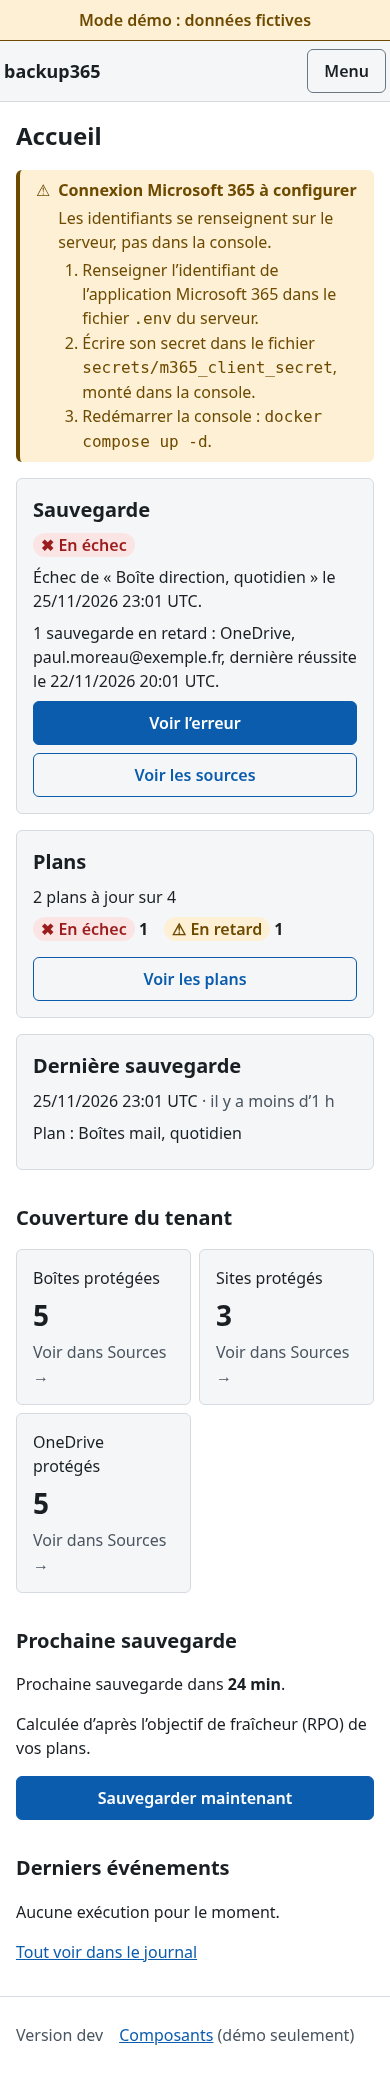 Mode démo : données fictives
backup365
Menu
Accueil
⚠ Connexion Microsoft 365 à configurer
Les identifiants se renseignent sur le
serveur, pas dans la console.
1. Renseigner l’identifiant de
l’application Microsoft 365 dans le
fichier .env du serveur.
2. Écrire son secret dans le fichier
secrets/m365_client_secret,
monté dans la console.
3. Redémarrer la console : docker
compose up -d.
Sauvegarde
✖ En échec
Échec de « Boîte direction, quotidien » le
25/11/2026 23:01 UTC.
1 sauvegarde en retard : OneDrive,
paul.moreau@exemple.fr, dernière réussite
le 22/11/2026 20:01 UTC.
Voir l’erreur
Voir les sources
Plans
2 plans à jour sur 4
✖ En échec 1 ⚠ En retard 1
Voir les plans
Dernière sauvegarde
25/11/2026 23:01 UTC · il y a moins d’1 h
Plan : Boîtes mail, quotidien
Couverture du tenant
Boîtes protégées
5
Voir dans Sources
→
Sites protégés
3
Voir dans Sources
→
OneDrive
protégés
5
Voir dans Sources
→
Prochaine sauvegarde
Prochaine sauvegarde dans 24 min.
Calculée d’après l’objectif de fraîcheur (RPO) de
vos plans.
Sauvegarder maintenant
Derniers événements
Aucune exécution pour le moment.
Tout voir dans le journal
Version dev Composants (démo seulement)